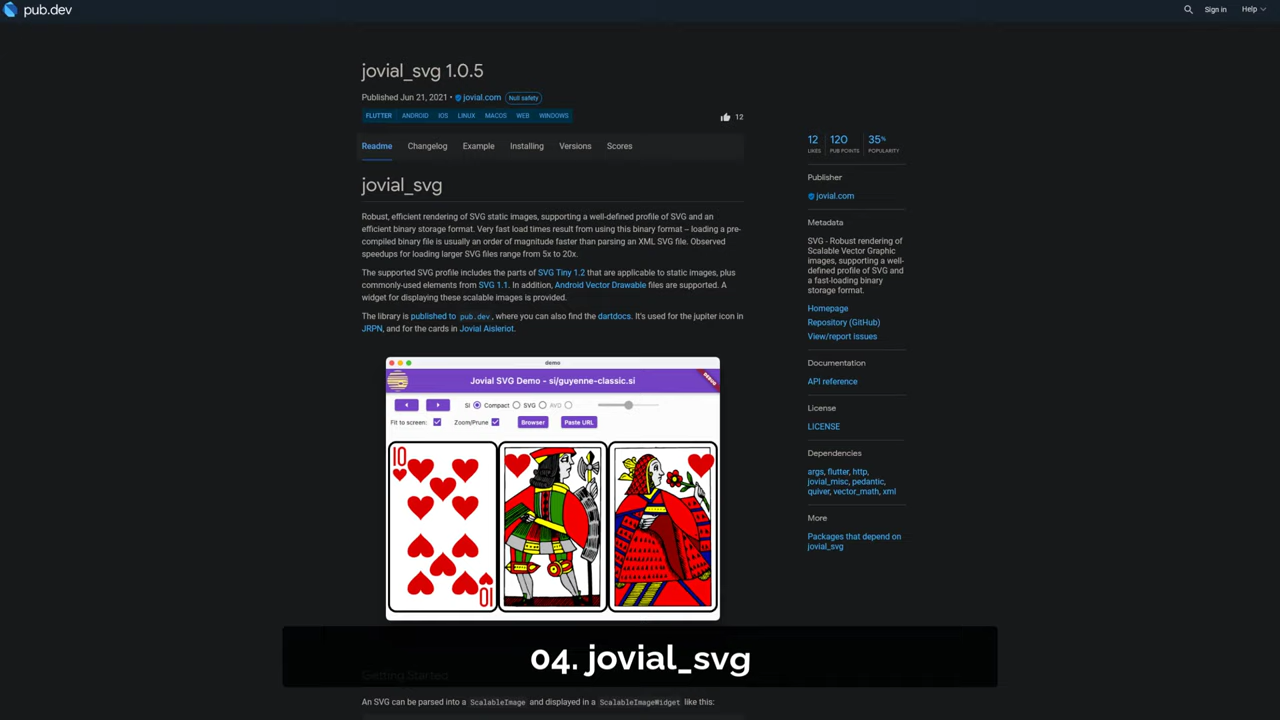 pub.dev
Sign in
Help
jovial_svg 1.0.5
Published Jun 21, 2021 • jovial.com Null safety
FLUTTER ANDROID IOS LINUX MACOS WEB WINDOWS
12
Readme Changelog Example Installing Versions Scores
jovial_svg
Robust, efficient rendering of SVG static images, supporting a well-defined profile of SVG and an
efficient binary storage format. Very fast load times result from using this binary format – loading a pre-
compiled binary file is usually an order of magnitude faster than parsing an XML SVG file. Observed
speedups for loading larger SVG files range from 5x to 20x.
The supported SVG profile includes the parts of SVG Tiny 1.2 that are applicable to static images, plus
commonly-used elements from SVG 1.1. In addition, Android Vector Drawable files are supported. A
widget for displaying these scalable images is provided.
The library is published to pub.dev, where you can also find the dartdocs. It's used for the jupiter icon in
JRPN, and for the cards in Jovial Aisleriot.
demo
Jovial SVG Demo - si/guyenne-classic.si
DEBUG
SI Compact SVG AVD
Fit to screen: Zoom/Prune Browser Paste URL
10
10
Getting Started
An SVG can be parsed into a ScalableImage and displayed in a ScalableImageWidget like this:
12 120 35%
LIKES PUB POINTS POPULARITY
Publisher
jovial.com
Metadata
SVG - Robust rendering of
Scalable Vector Graphic
images, supporting a well-
defined profile of SVG and
a fast-loading binary
storage format.
Homepage
Repository (GitHub)
View/report issues
Documentation
API reference
License
LICENSE
Dependencies
args, flutter, http,
jovial_misc, pedantic,
quiver, vector_math, xml
More
Packages that depend on
jovial_svg
04. jovial_svg